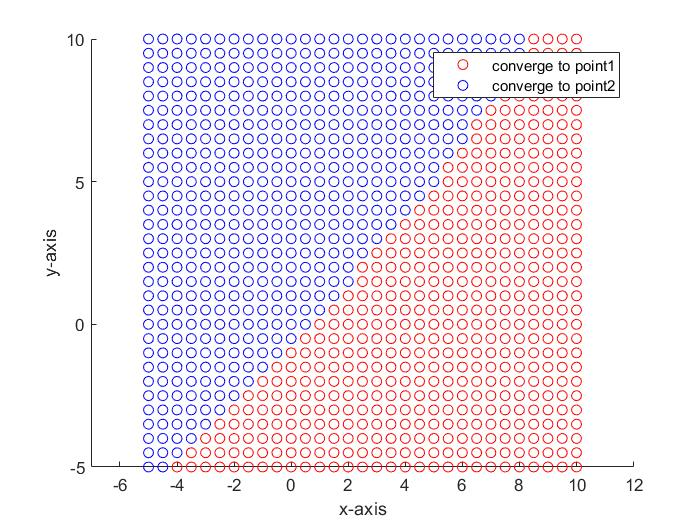 10
converge to point1
converge to point2
5
y-axis
0
-5
-6 -4 -2 0 2 4 6 8 10 12
x-axis